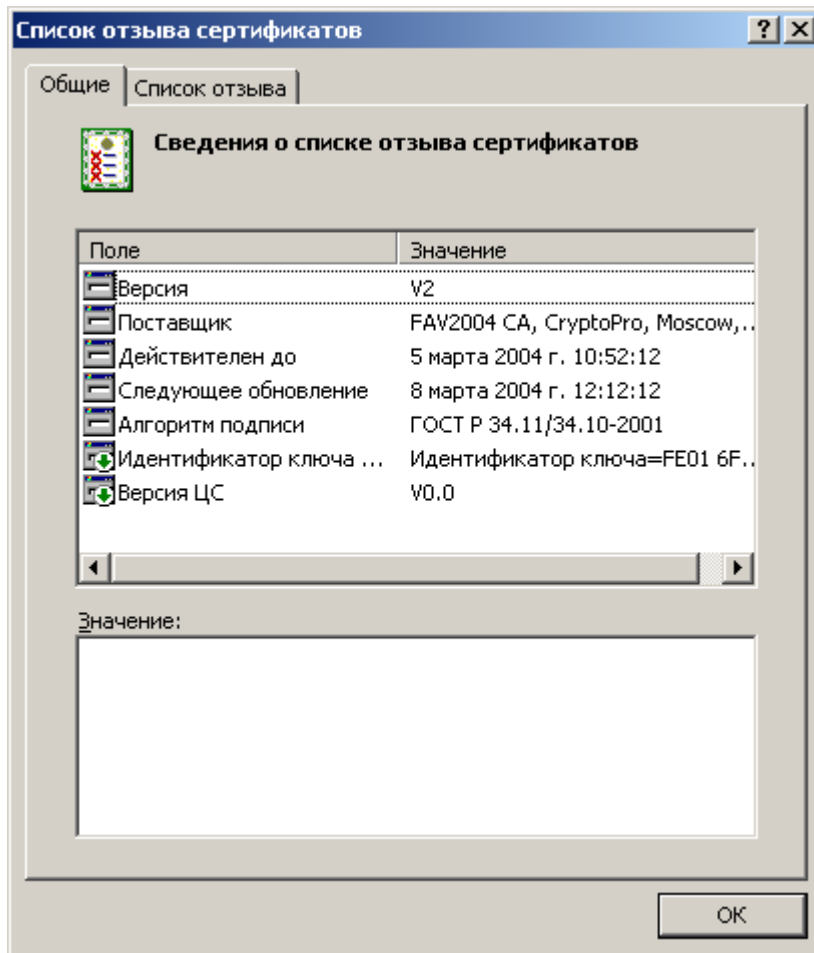 Список отзыва сертификатов
Общие Список отзыва
Сведения о списке отзыва сертификатов
Поле Значение
Версия V2
Поставщик FAV2004 CA, CryptoPro, Moscow,...
Действителен до 5 марта 2004 г. 10:52:12
Следующее обновление 8 марта 2004 г. 12:12:12
Алгоритм подписи ГОСТ Р 34.11/34.10-2001
Идентификатор ключа ... Идентификатор ключа=FE01 6F...
Версия ЦС V0.0
Значение:
ОК